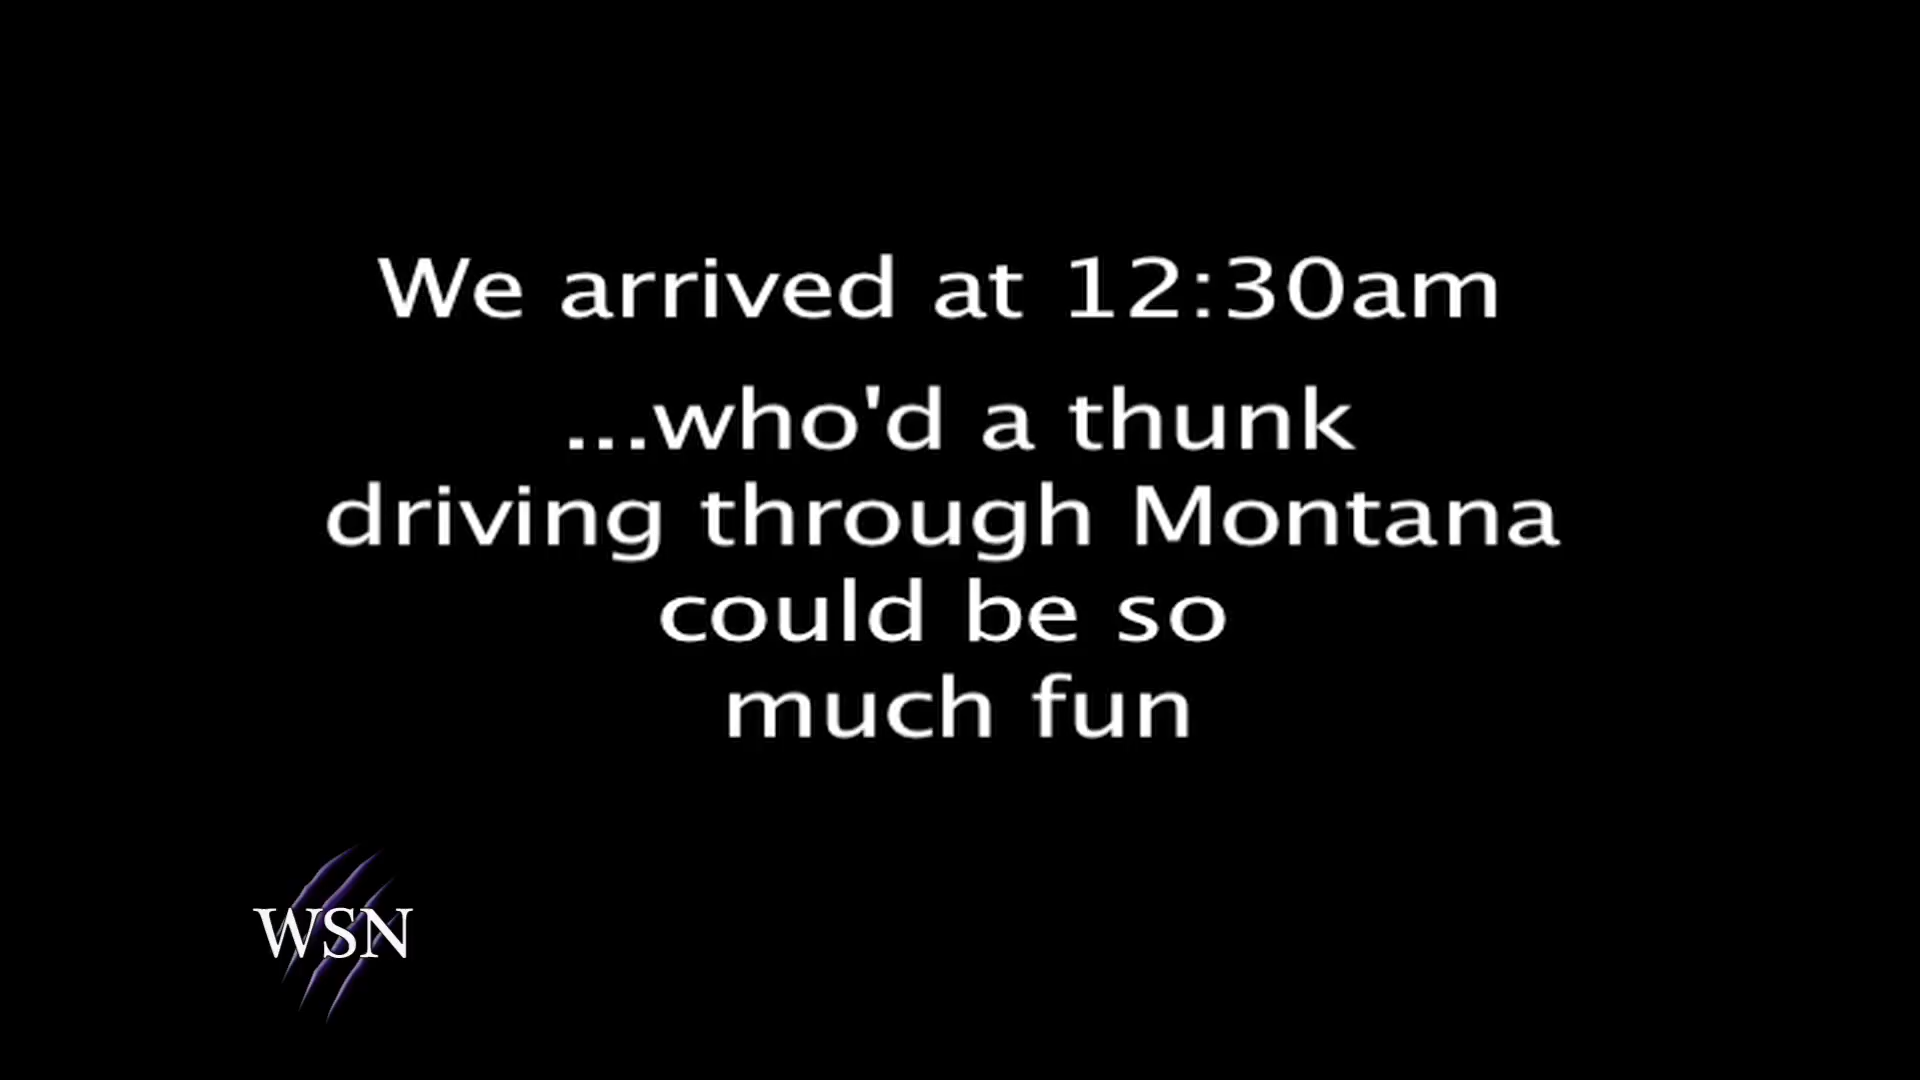 We arrived at 12:30am
...who'd a thunk
driving through Montana
could be so
much fun
WSN